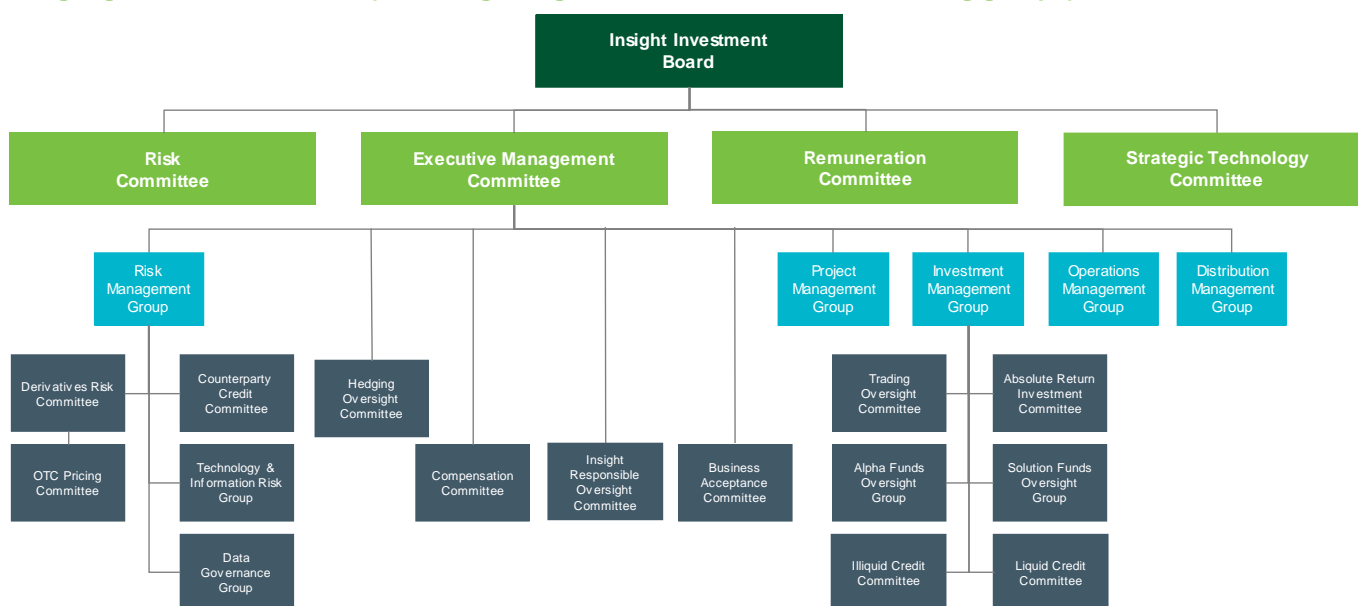 Insight Investment
Board
Risk
Committee
Executive Management
Committee
Remuneration
Committee
Strategic Technology
Committee
Risk
Management
Group
Project
Management
Group
Investment
Management
Group
Operations
Management
Group
Distribution
Management
Group
Derivatives Risk
Committee
Counterparty
Credit
Committee
Hedging
Oversight
Committee
Trading
Oversight
Committee
Absolute Return
Investment
Committee
OTC Pricing
Committee
Technology &
Information Risk
Group
Compensation
Committee
Insight
Responsible
Oversight
Committee
Business
Acceptance
Committee
Alpha Funds
Oversight
Group
Solution Funds
Oversight
Group
Data
Governance
Group
Illiquid Credit
Committee
Liquid Credit
Committee